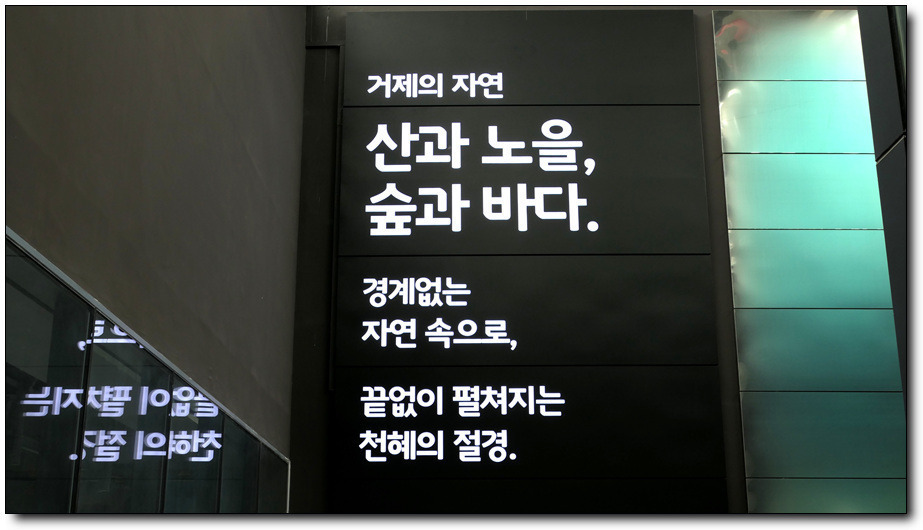 거제의 자연
산과 노을,
숲과 바다.
경계없는
자연 속으로,
끝없이 펼쳐지는
천혜의 절경.